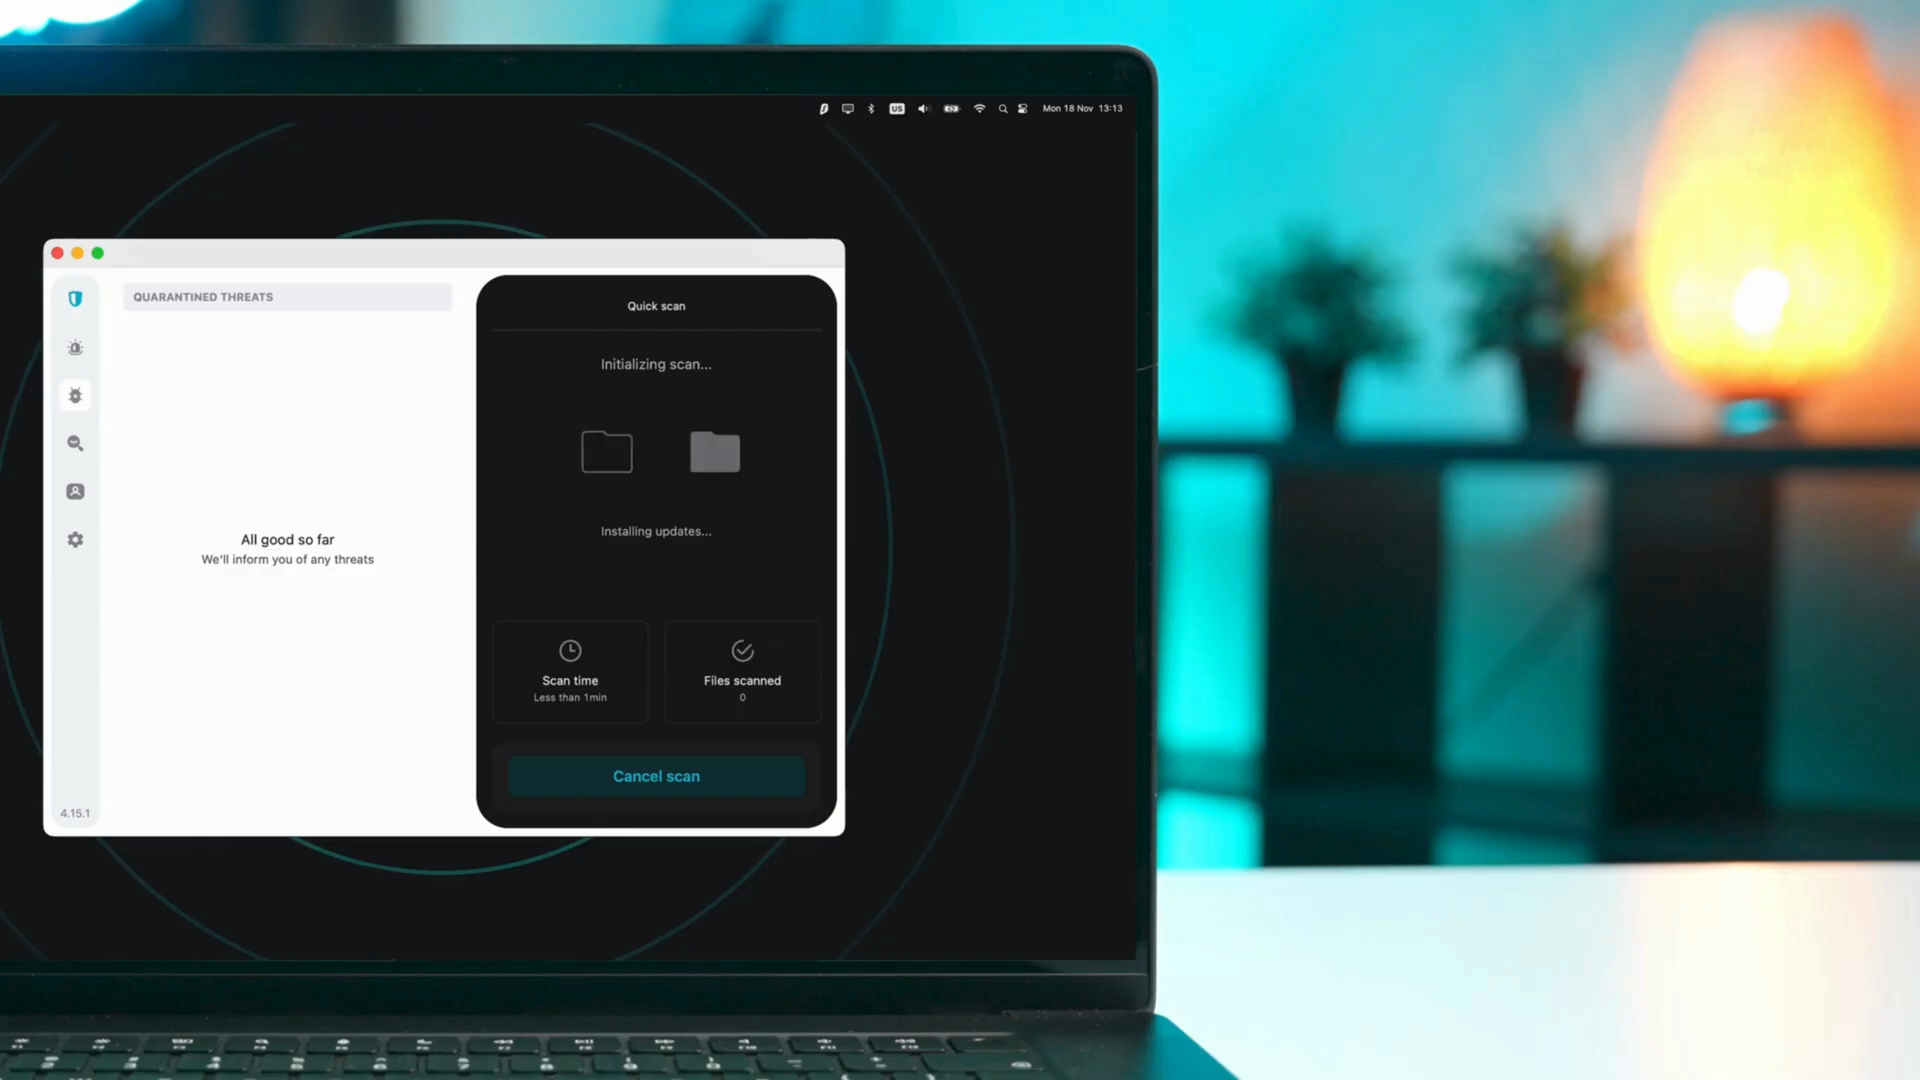 US
Mon 18 Nov 13:13
QUARANTINED THREATS
All good so far
We'll inform you of any threats
4.15.1
Quick scan
Initializing scan...
Installing updates...
Scan time
Less than 1min
Files scanned
0
Cancel scan